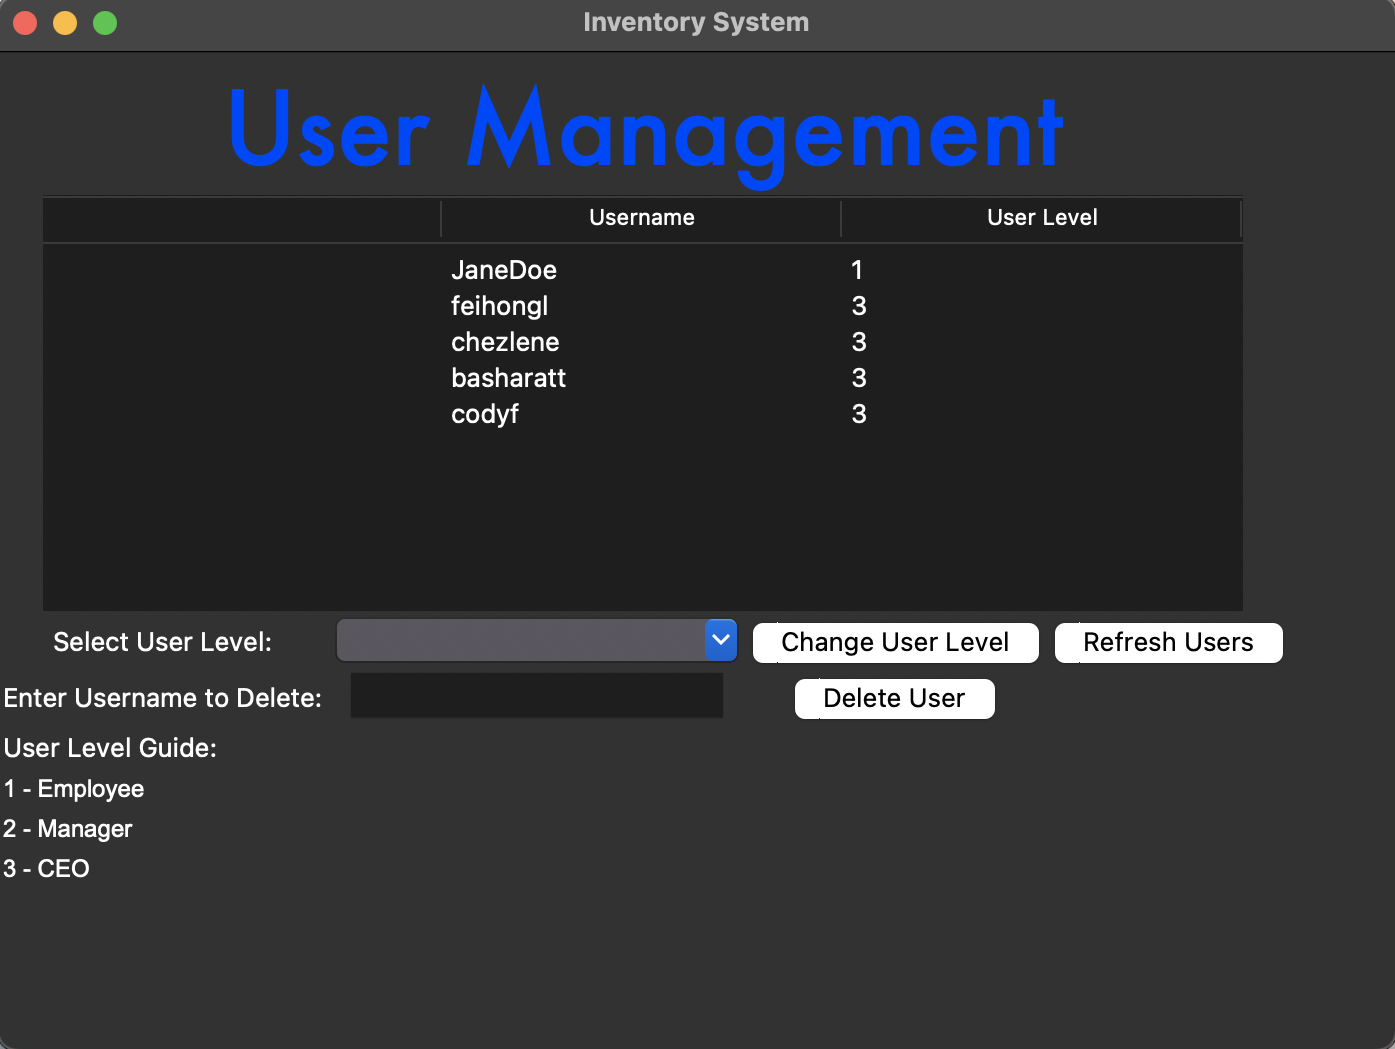 Inventory System
User Management
Username User Level
JaneDoe 1
feihongl 3
chezlene 3
basharatt 3
codyf 3
Select User Level: Change User Level Refresh Users
Enter Username to Delete: Delete User
User Level Guide:
1 - Employee
2 - Manager
3 - CEO